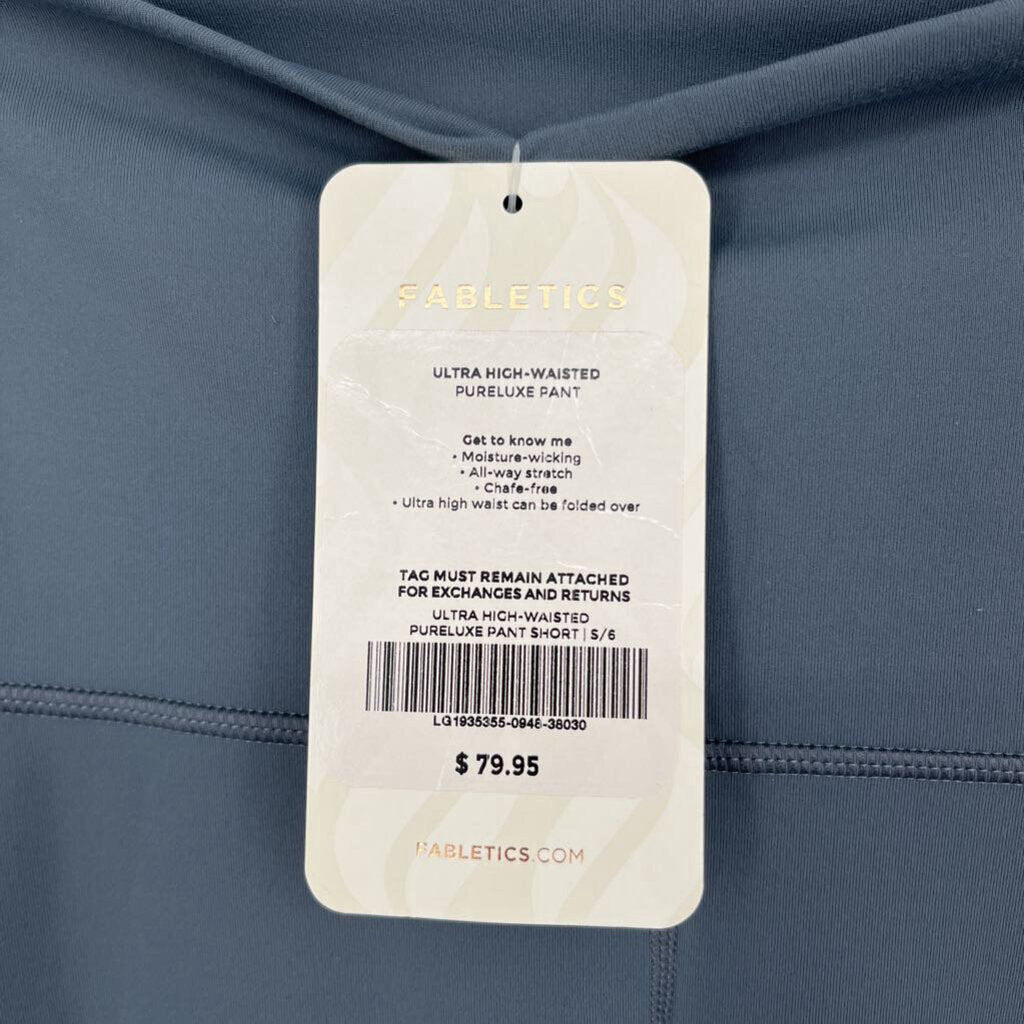 FABLETICS
ULTRA HIGH-WAISTED
PURELUXE PANT
Get to know me
• Moisture-wicking
• All-way stretch
• Chafe-free
• Ultra high waist can be folded over
TAG MUST REMAIN ATTACHED
FOR EXCHANGES AND RETURNS
ULTRA HIGH-WAISTED
PURELUXE PANT SHORT | S/6
LG1935355-0948-38030
$ 79.95
FABLETICS.COM